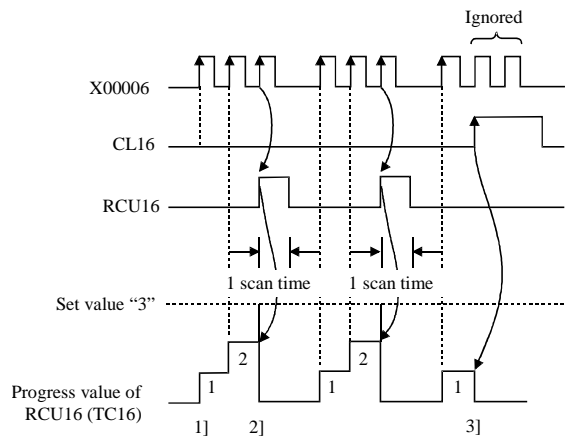 Ignored
X00006
CL16
RCU16
1 scan time 1 scan time
Set value “3”
2 2
1 1 1
Progress value of
RCU16 (TC16)
1] 2] 3]